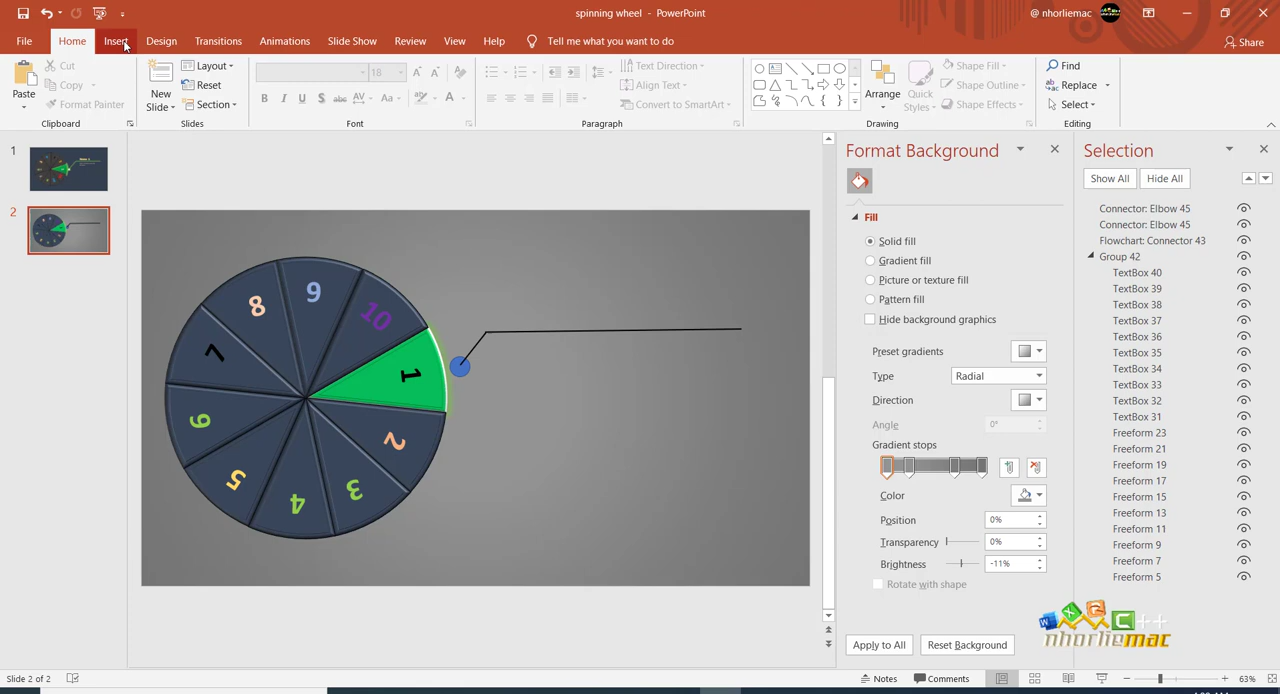 spinning wheel - PowerPoint
@ nhorliemac
File Home Insert Design Transitions Animations Slide Show Review View Help Tell me what you want to do Share
Paste
Cut
Copy
Format Painter
Clipboard
New Slide
Layout
Reset
Section
Slides
18
B I U S abc AV Aa A
Font
Text Direction
Align Text
Convert to SmartArt
Paragraph
Arrange
Quick Styles
Shape Fill
Shape Outline
Shape Effects
Drawing
Find
Replace
Select
Editing
1
2
9
10
8
1
7
2
6
5
3
4
Format Background
Fill
Solid fill
Gradient fill
Picture or texture fill
Pattern fill
Hide background graphics
Preset gradients
Type Radial
Direction
Angle 0°
Gradient stops
Color
Position 0%
Transparency 0%
Brightness -11%
Rotate with shape
Apply to All Reset Background
Selection
Show All Hide All
Connector: Elbow 45
Connector: Elbow 45
Flowchart: Connector 43
Group 42
TextBox 40
TextBox 39
TextBox 38
TextBox 37
TextBox 36
TextBox 35
TextBox 34
TextBox 33
TextBox 32
TextBox 31
Freeform 23
Freeform 21
Freeform 19
Freeform 17
Freeform 15
Freeform 13
Freeform 11
Freeform 9
Freeform 7
Freeform 5
C++
nhorliemac
Slide 2 of 2
Notes Comments 63%